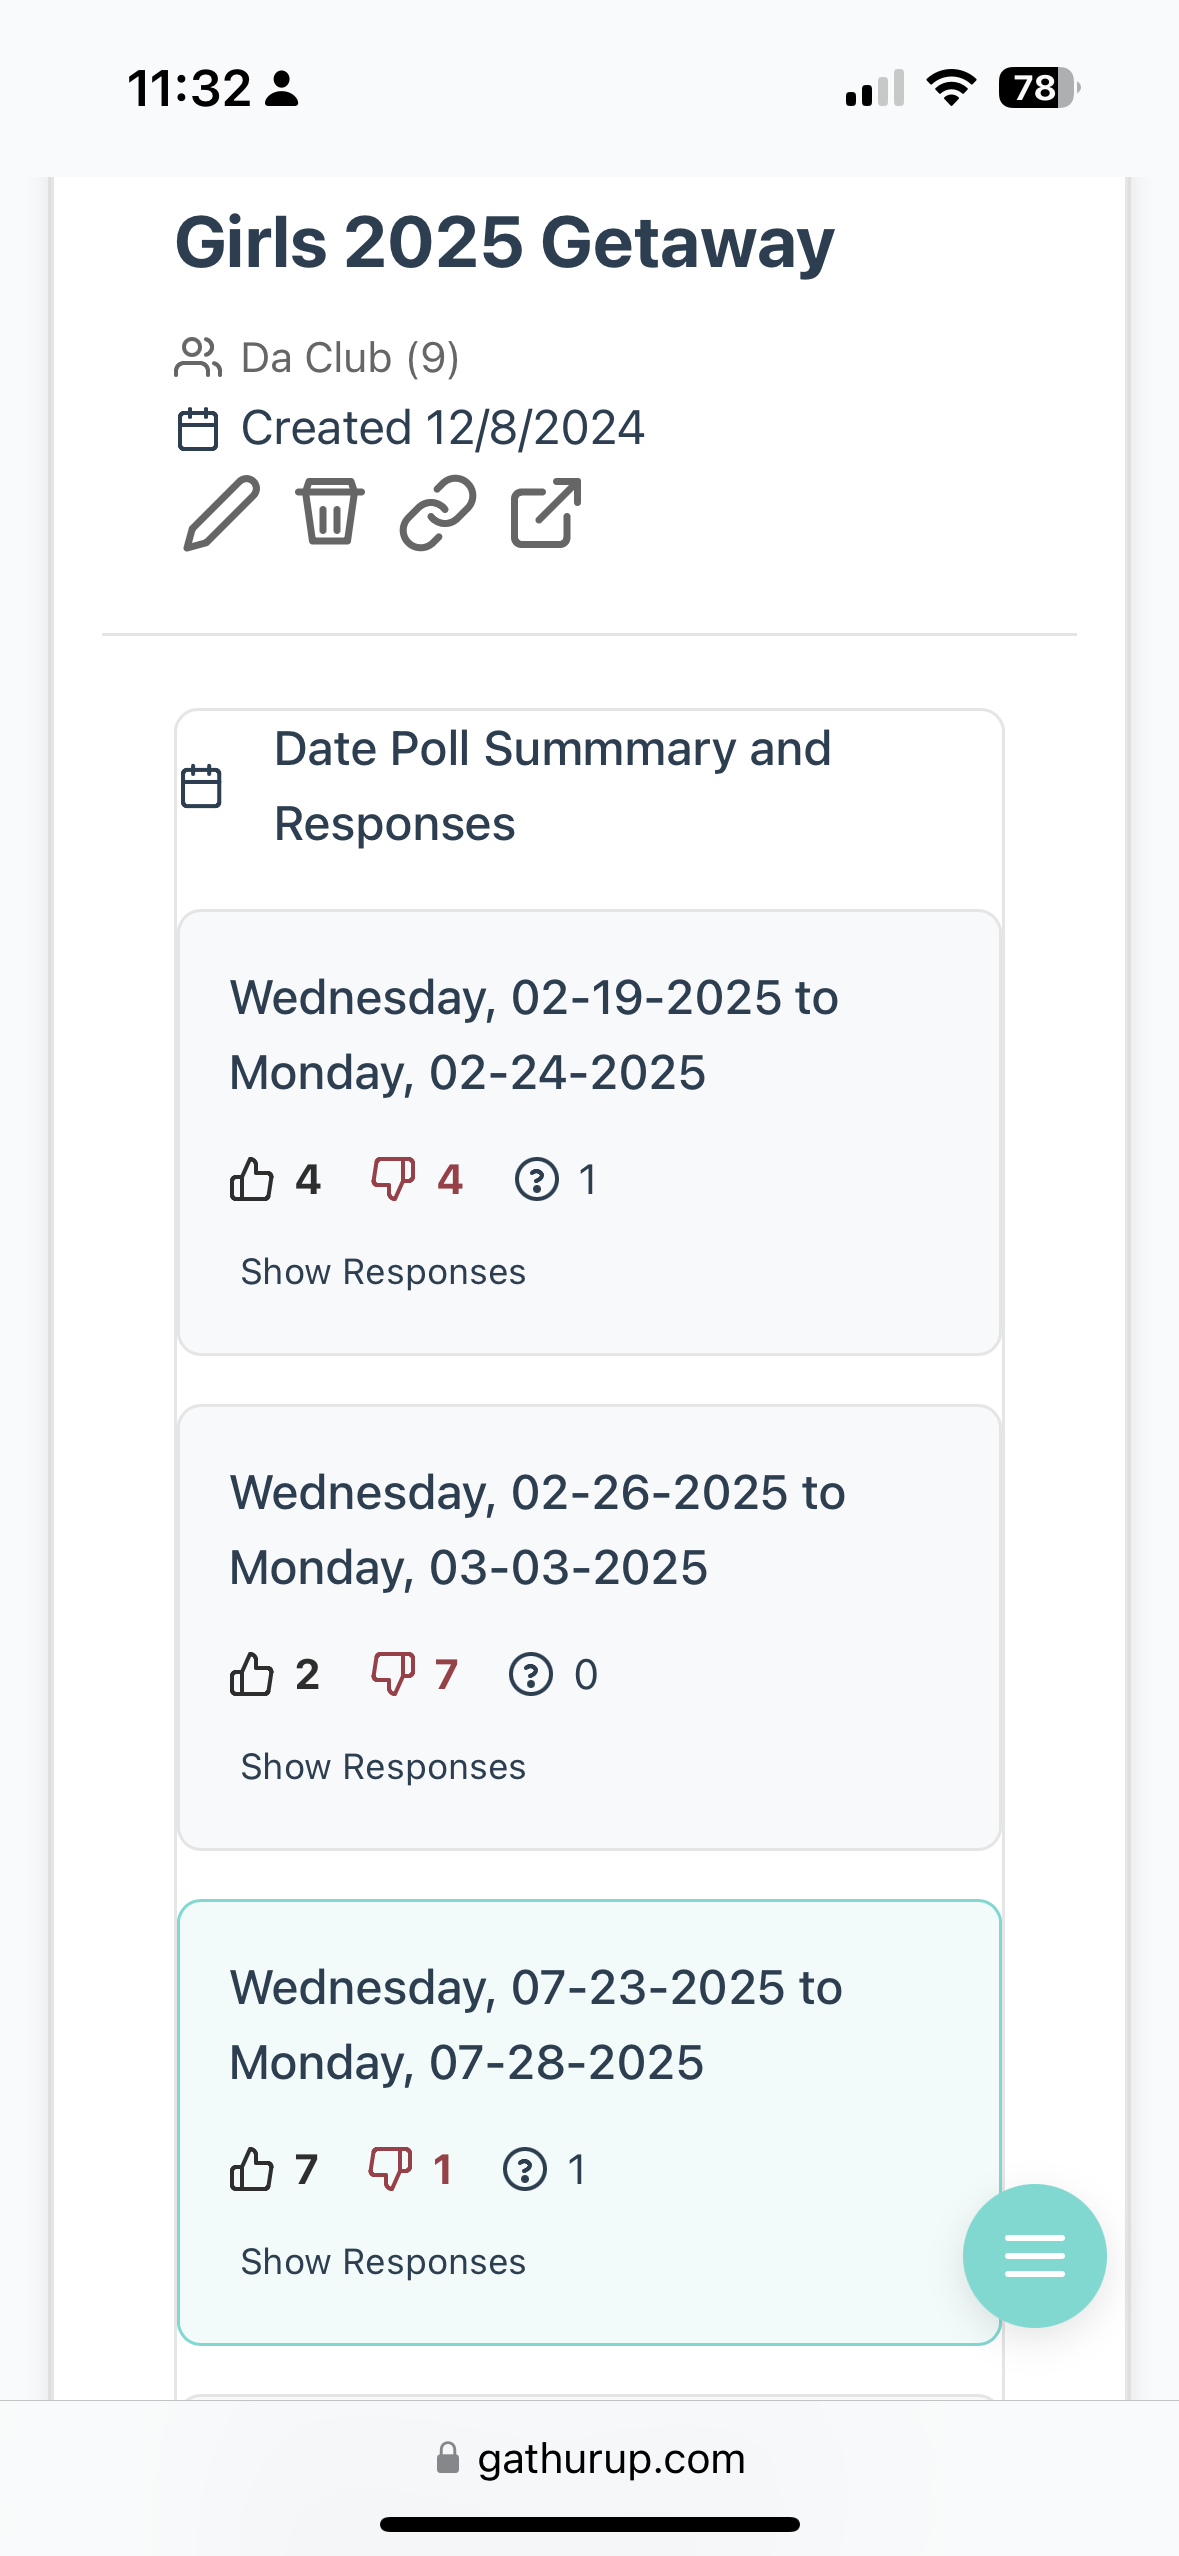 11:32
78
Girls 2025 Getaway
Da Club (9)
Created 12/8/2024
Date Poll Summmary and
Responses
Wednesday, 02-19-2025 to
Monday, 02-24-2025
4 4 ? 1
Show Responses
Wednesday, 02-26-2025 to
Monday, 03-03-2025
2 7 ? 0
Show Responses
Wednesday, 07-23-2025 to
Monday, 07-28-2025
7 1 ? 1
Show Responses
gathurup.com